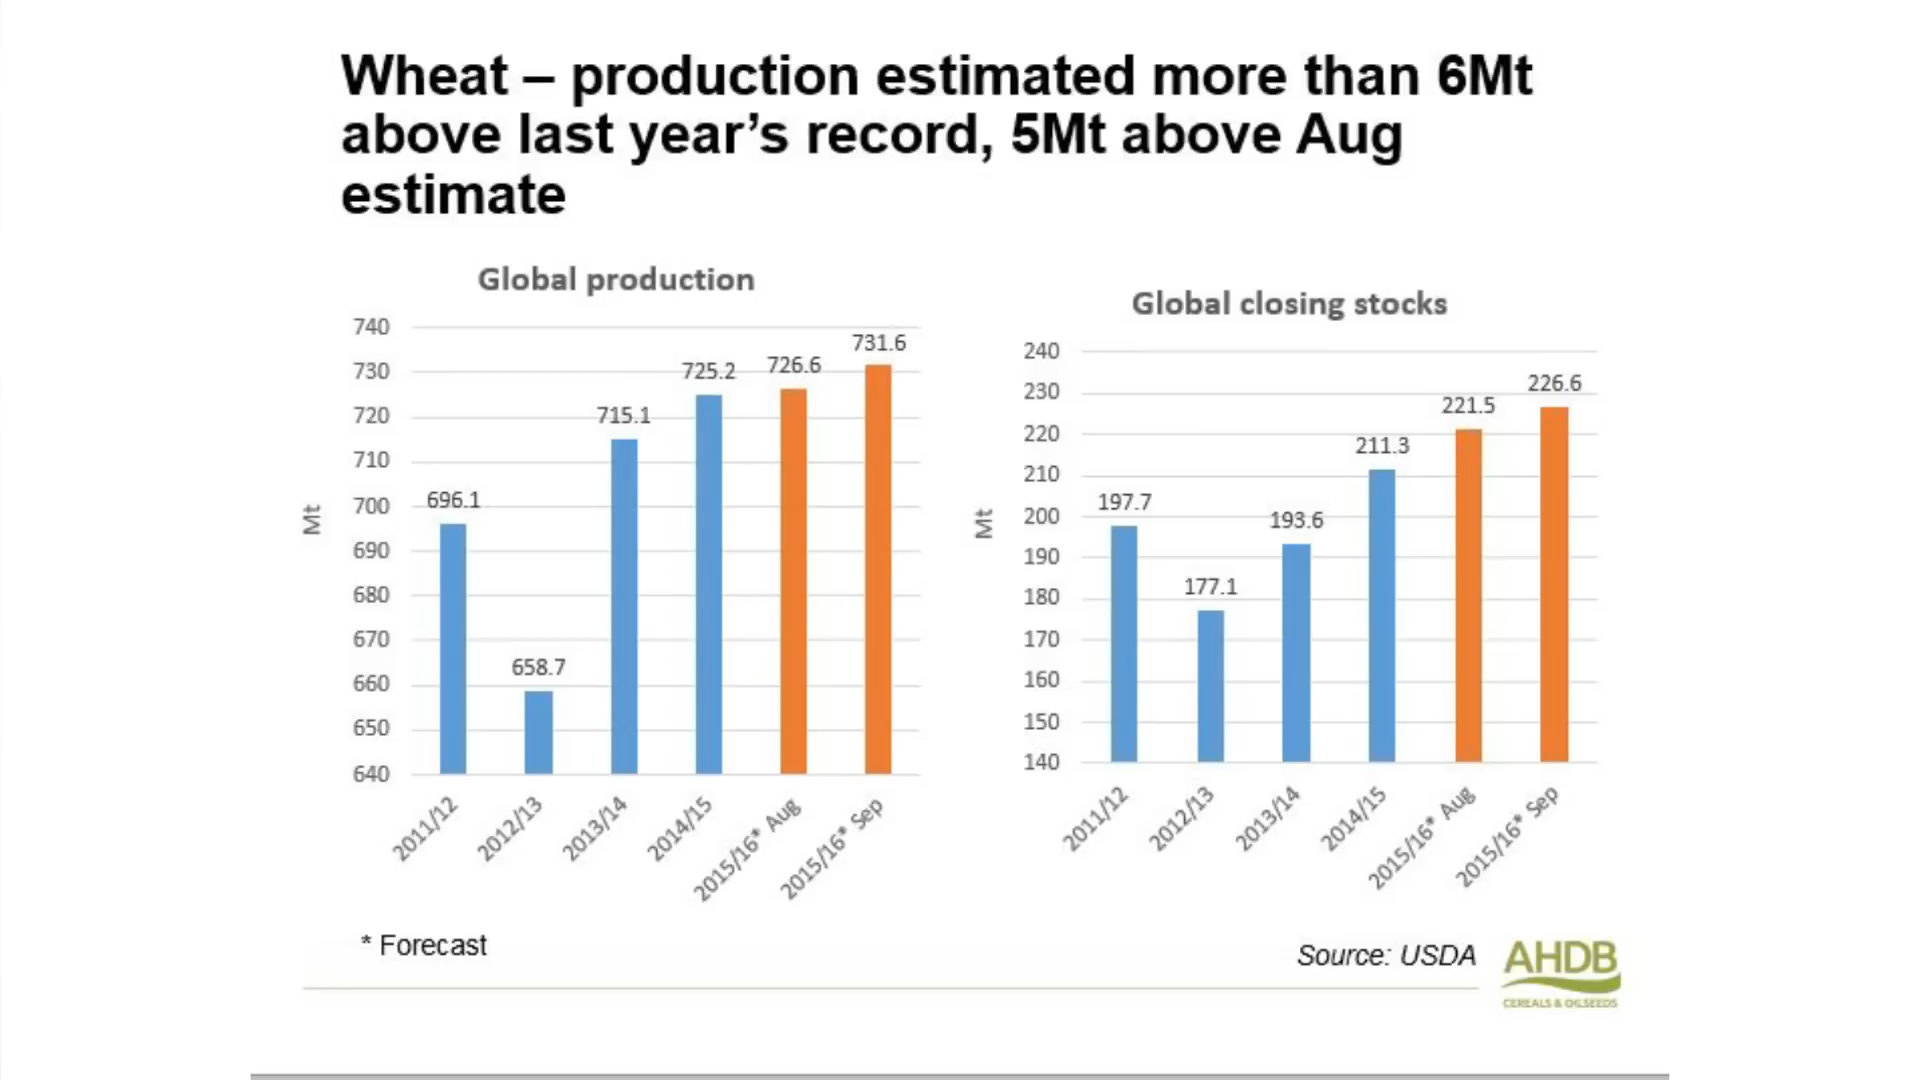 Wheat – production estimated more than 6Mt
above last year’s record, 5Mt above Aug
estimate
Global production
740
730
720
710
700
690
680
670
660
650
640
Mt
696.1
658.7
715.1
725.2
726.6
731.6
2011/12
2012/13
2013/14
2014/15
2015/16* Aug
2015/16* Sep
Global closing stocks
240
230
220
210
200
190
180
170
160
150
140
Mt
197.7
177.1
193.6
211.3
221.5
226.6
2011/12
2012/13
2013/14
2014/15
2015/16* Aug
2015/16* Sep
* Forecast
Source: USDA
AHDB
CEREALS & OILSEEDS